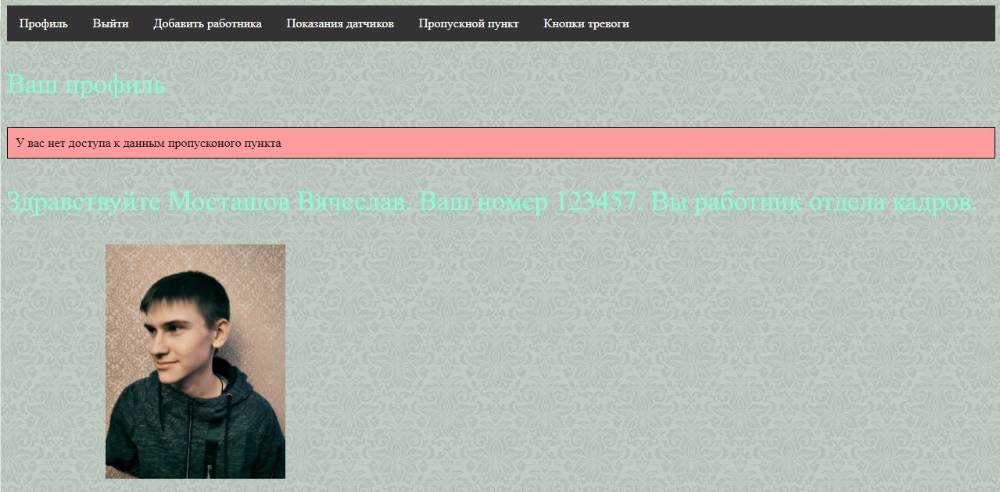 Профиль Выйти Добавить работника Показания датчиков Пропускной пункт Кнопки тревоги
Ваш профиль
У вас нет доступа к данным пропусконого пункта
Здравствуйте Мосташов Вячеслав. Ваш номер 123457. Вы работник отдела кадров.